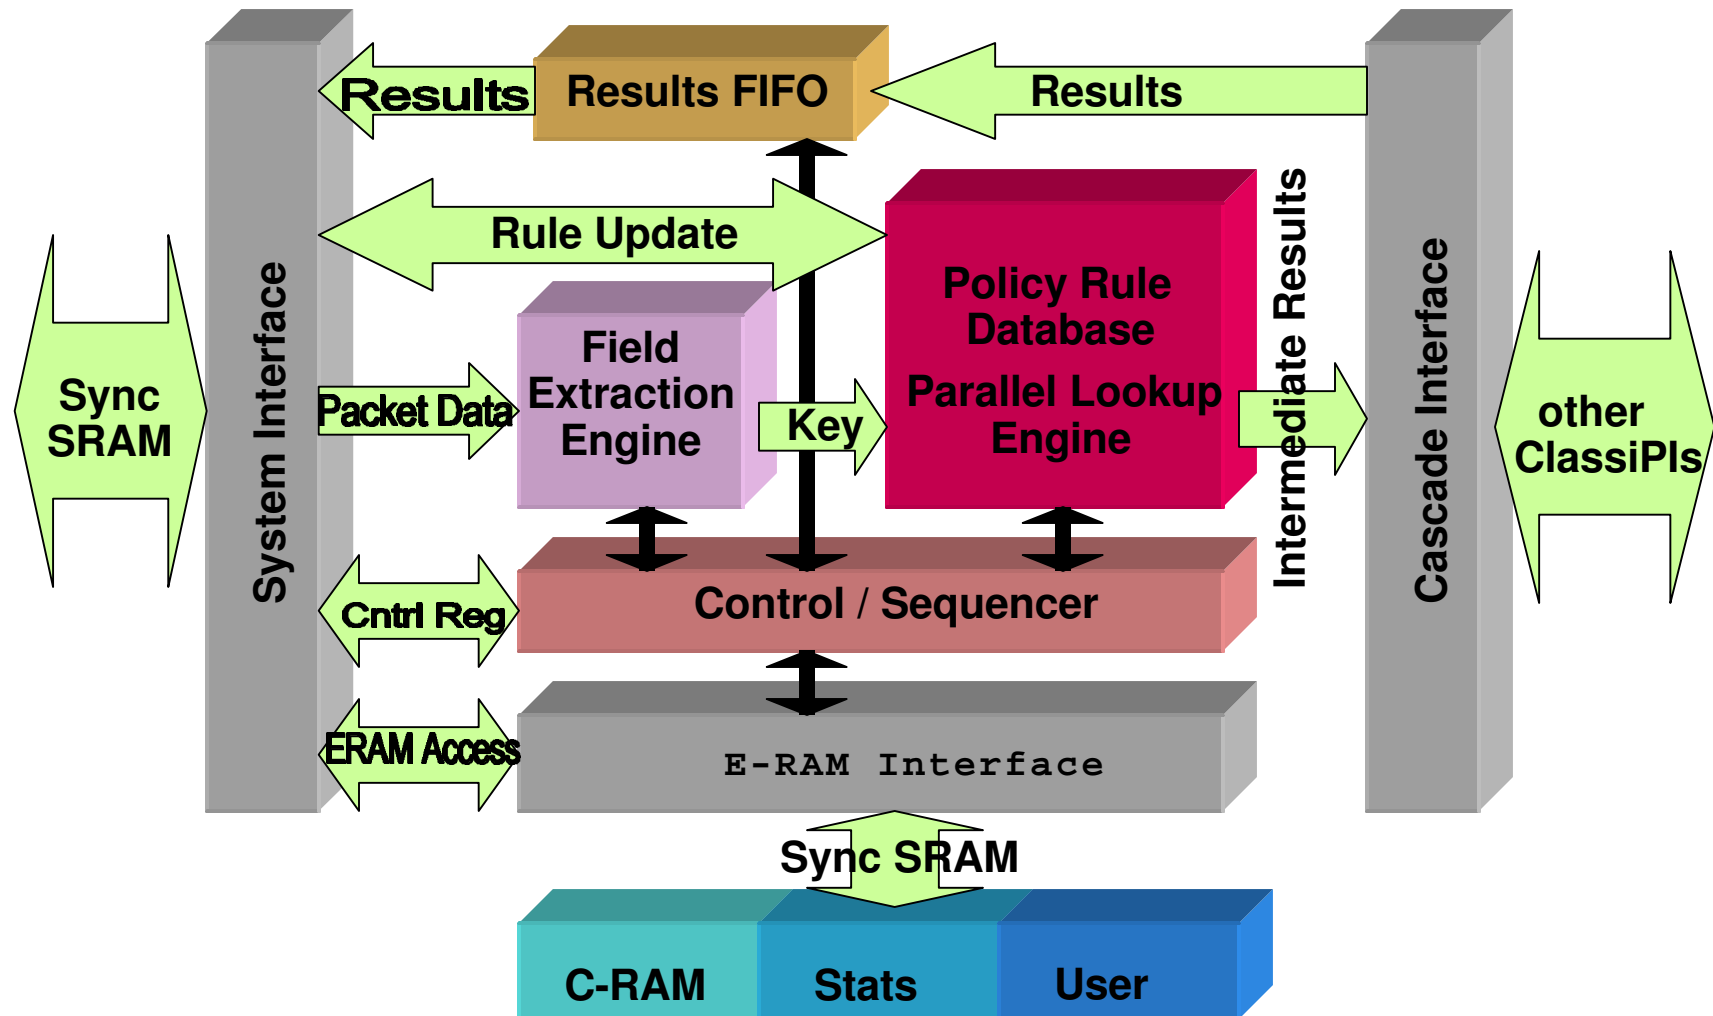 Results
Results FIFO
Results
Rule Update
System Interface
Sync
SRAM
Packet Data
Field
Extraction
Engine
Key
Policy Rule
Database
Parallel Lookup
Engine
Intermediate Results
Cascade Interface
other
ClassiPIs
Cntrl Reg
Control / Sequencer
ERAM Access
E-RAM Interface
Sync SRAM
C-RAM
Stats
User